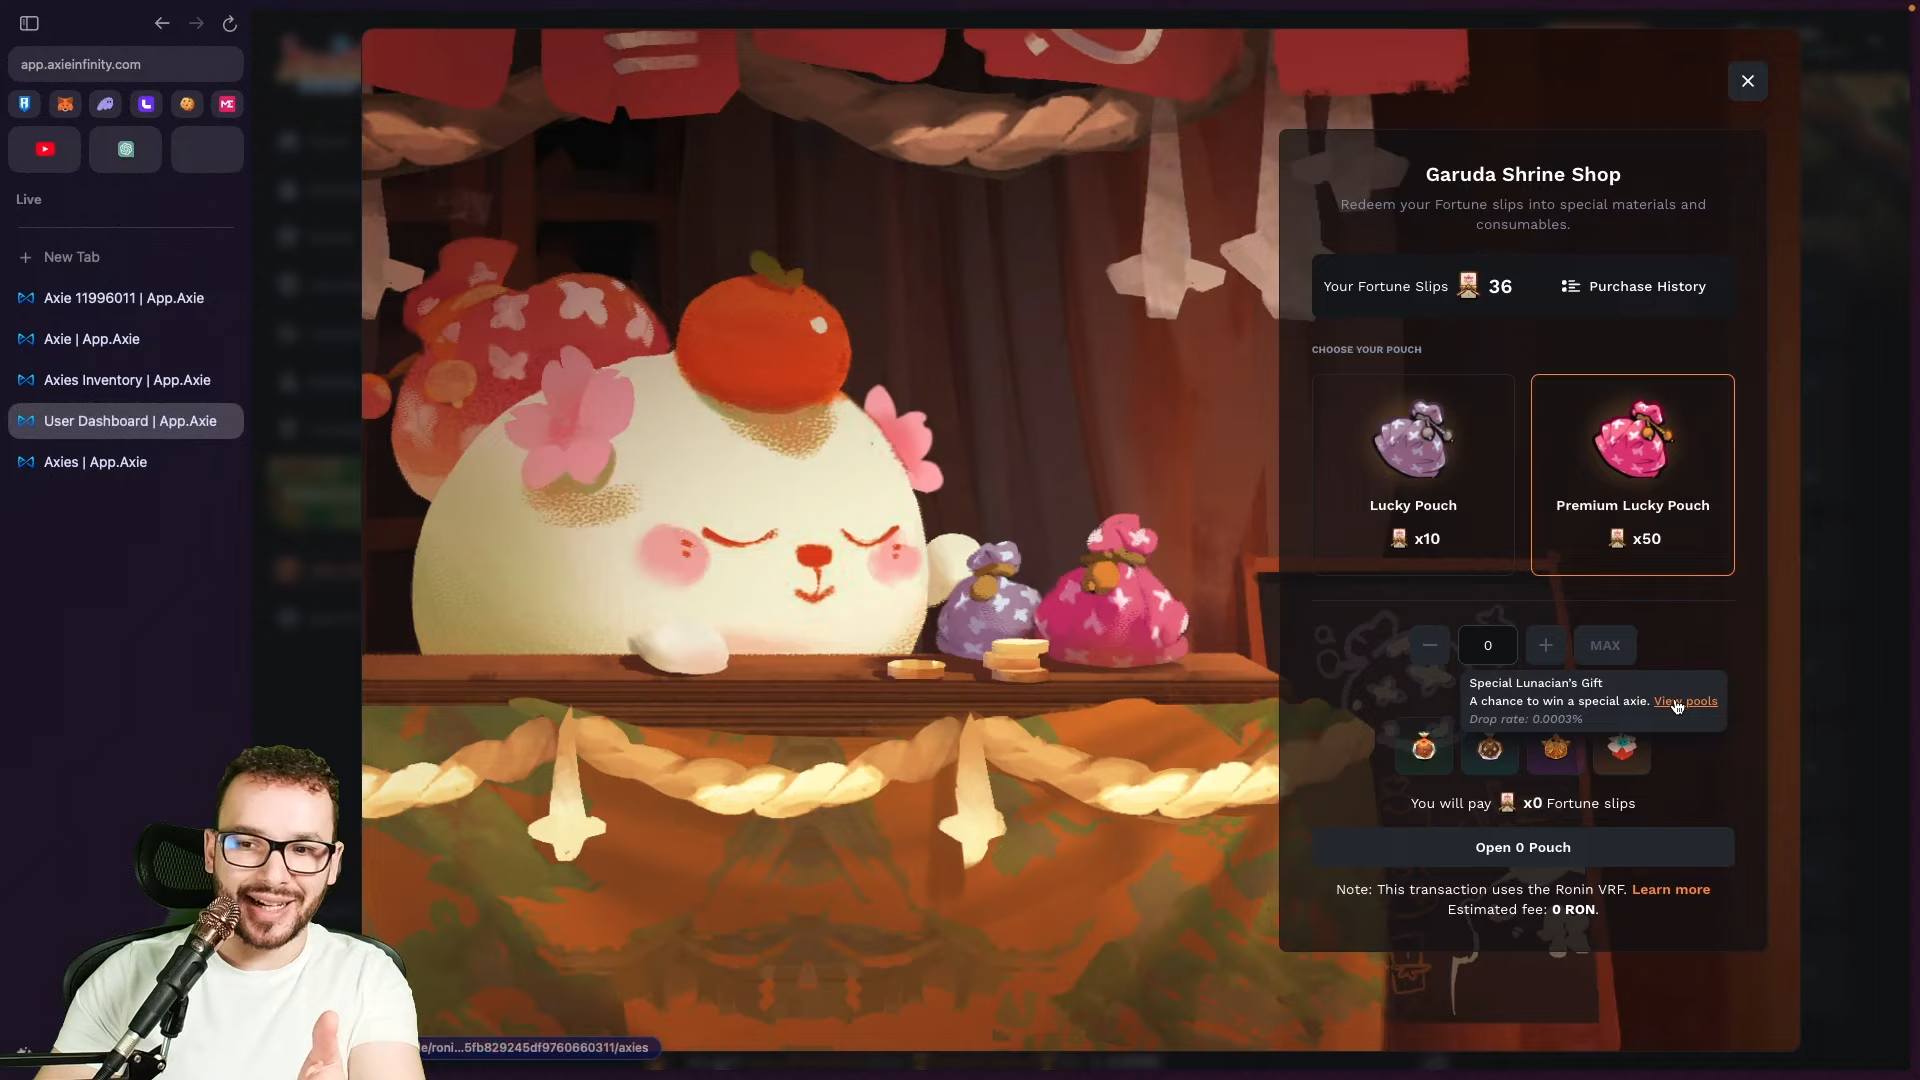 app.axieinfinity.com
Live
New Tab
Axie 11996011 | App.Axie
Axie | App.Axie
Axies Inventory | App.Axie
User Dashboard | App.Axie
Axies | App.Axie
Garuda Shrine Shop
Redeem your Fortune slips into special materials and
consumables.
Your Fortune Slips 36
Purchase History
CHOOSE YOUR POUCH
Lucky Pouch
x10
Premium Lucky Pouch
x50
0
MAX
Special Lunacian's Gift
A chance to win a special axie. View pools
Drop rate: 0.0003%
You will pay x0 Fortune slips
Open 0 Pouch
Note: This transaction uses the Ronin VRF. Learn more
Estimated fee: 0 RON.
e/roni...5fb829245df9760660311/axies